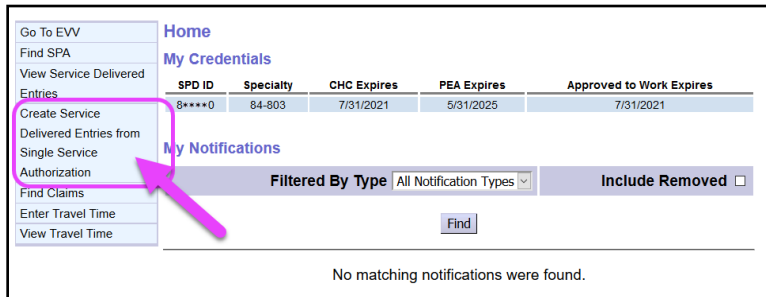 Go To EVV
Find SPA
View Service Delivered
Entries
Create Service
Delivered Entries from
Single Service
Authorization
Find Claims
Enter Travel Time
View Travel Time
Home
My Credentials
SPD ID Specialty CHC Expires PEA Expires Approved to Work Expires
8****0 84-803 7/31/2021 5/31/2025 7/31/2021
My Notifications
Filtered By Type All Notification Types Include Removed
Find
No matching notifications were found.